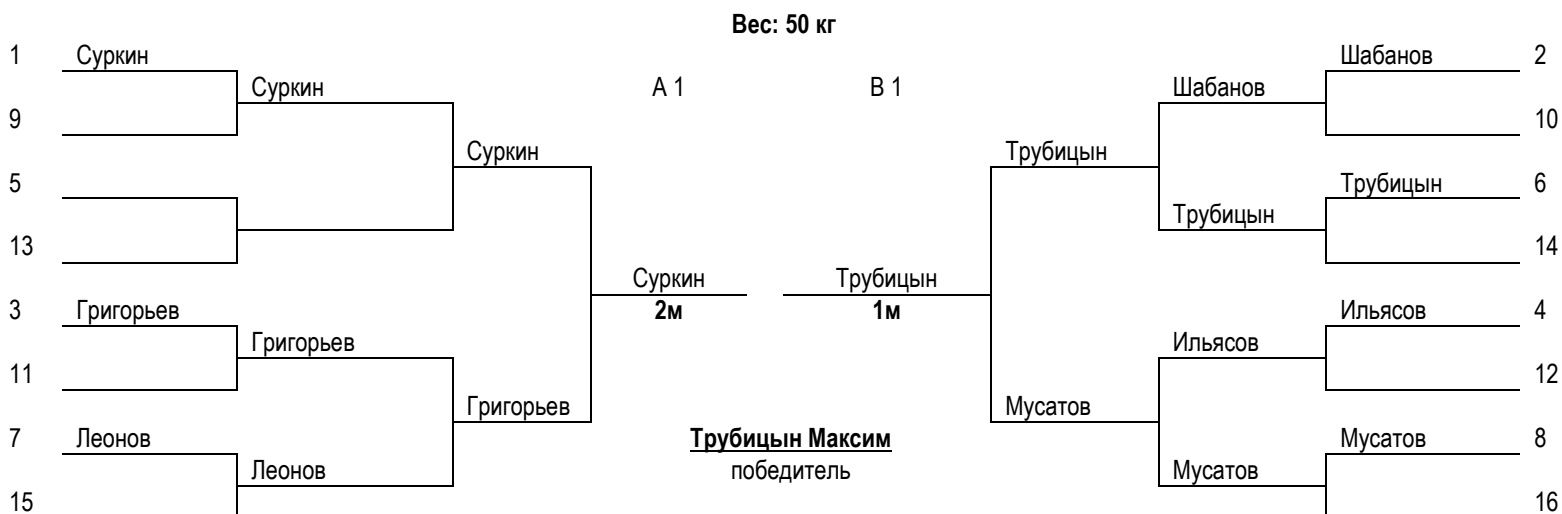 Вес: 50 кг
1 Суркин Шабанов 2
Суркин А 1 В 1 Шабанов
9 10
Суркин Трубицын
5 Трубицын 6
Трубицын
13 14
Суркин Трубицын
2м 1м
3 Григорьев Ильясов 4
Григорьев Ильясов
11 12
Григорьев Мусатов
7 Леонов Трубицын Максим Мусатов 8
Леонов победитель Мусатов
15 16